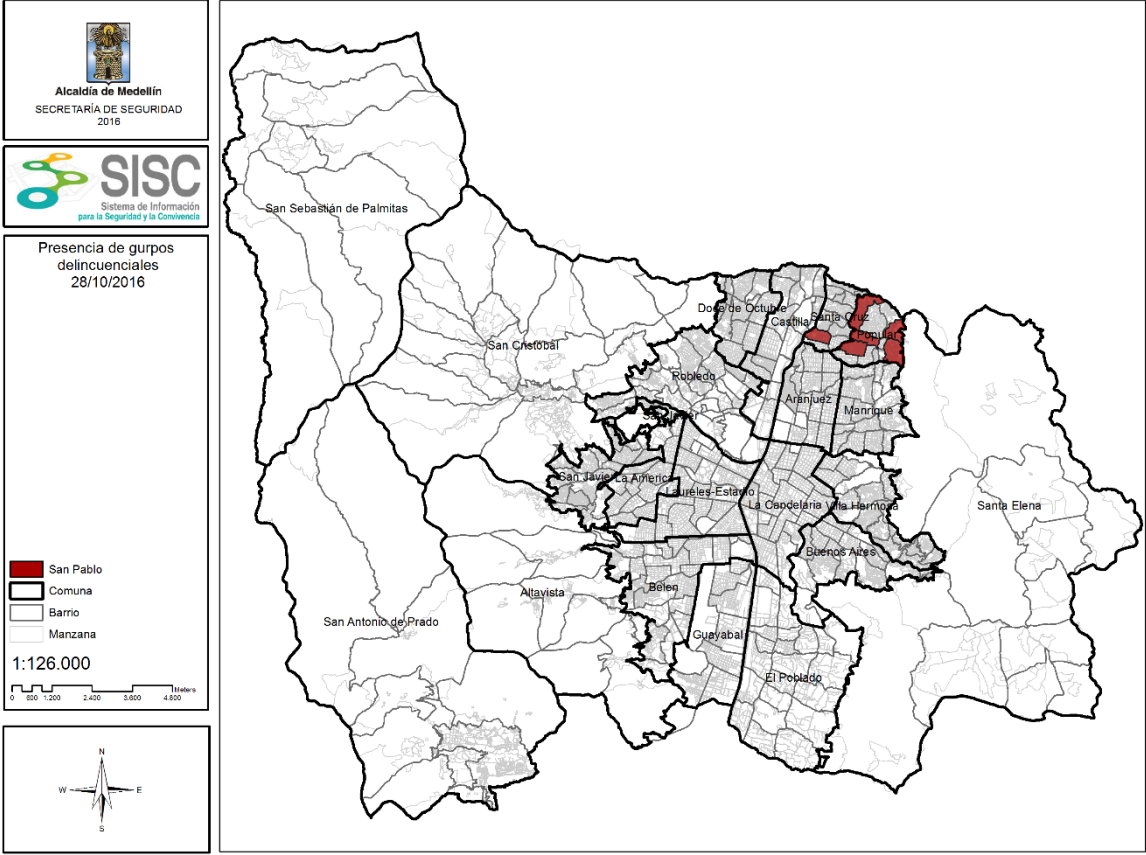 Alcaldía de Medellín
SECRETARÍA DE SEGURIDAD
2016
SISC
Sistema de Información
para la Seguridad y la Convivencia
Presencia de gurpos
delincuenciales
28/10/2016
San Pablo
Comuna
Barrio
Manzana
1:126.000
Meters
0 600 1.200 2.400 3.600 4.800
N
W E
S
San Sebastián de Palmitas
Doce de Octubre
Castilla
Santa Cruz
Popular
San Cristóbal
Robledo
Aranjuez
Manrique
San Javier
San Javier
La América
Laureles-Estadio
La Candelaria
Villa Hermosa
Santa Elena
Buenos Aires
Belén
Altavista
San Antonio de Prado
Guayabal
El Poblado